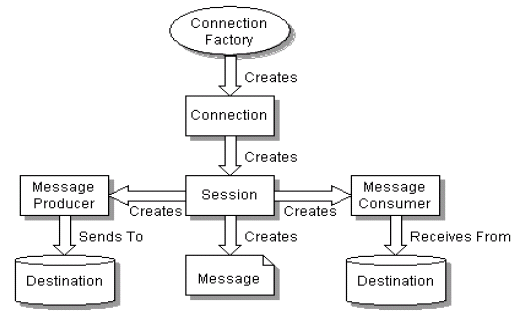 Connection
Factory
Creates
Connection
Creates
Message
Producer
Session
Message
Consumer
Creates
Creates
Sends To
Creates
Receives From
Destination
Message
Destination